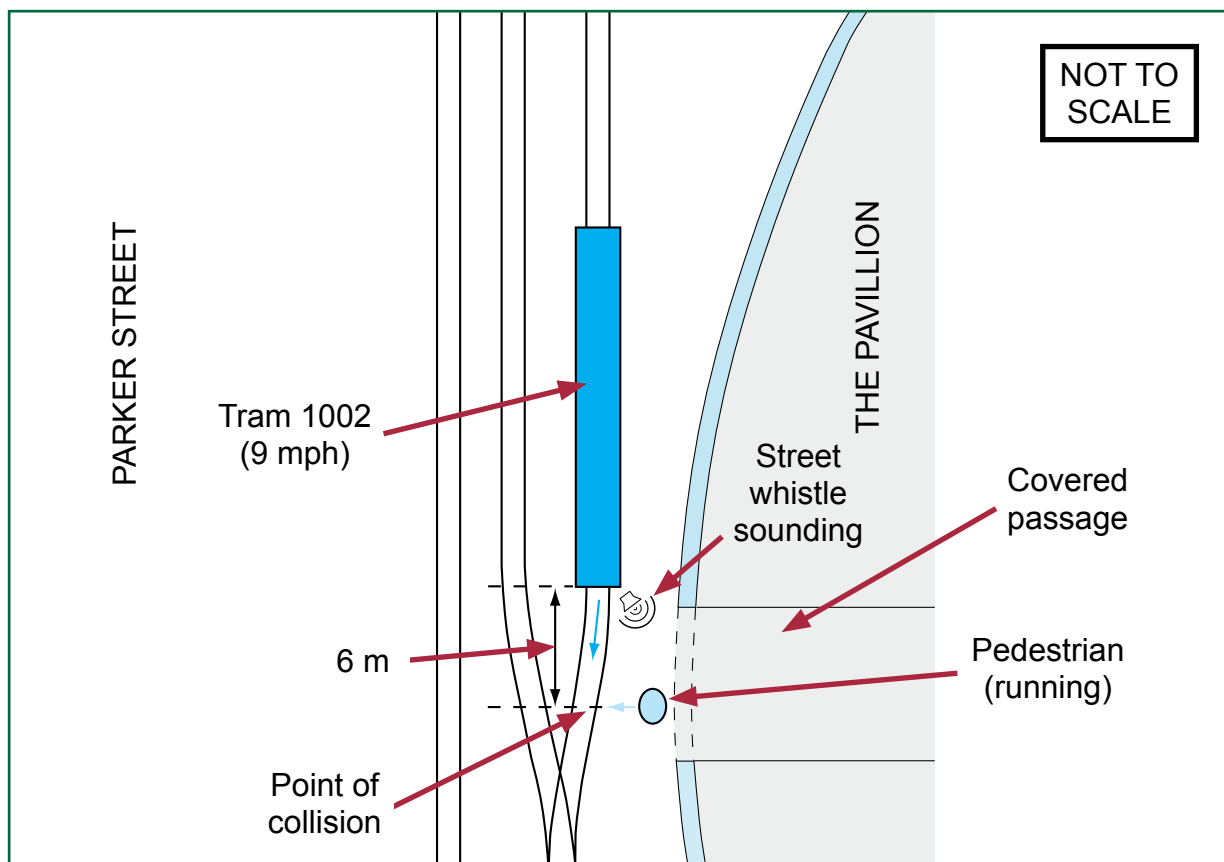 NOT TO
SCALE
PARKER STREET
THE PAVILLION
Tram 1002
(9 mph)
Street
whistle
sounding
Covered
passage
6 m
Pedestrian
(running)
Point of
collision